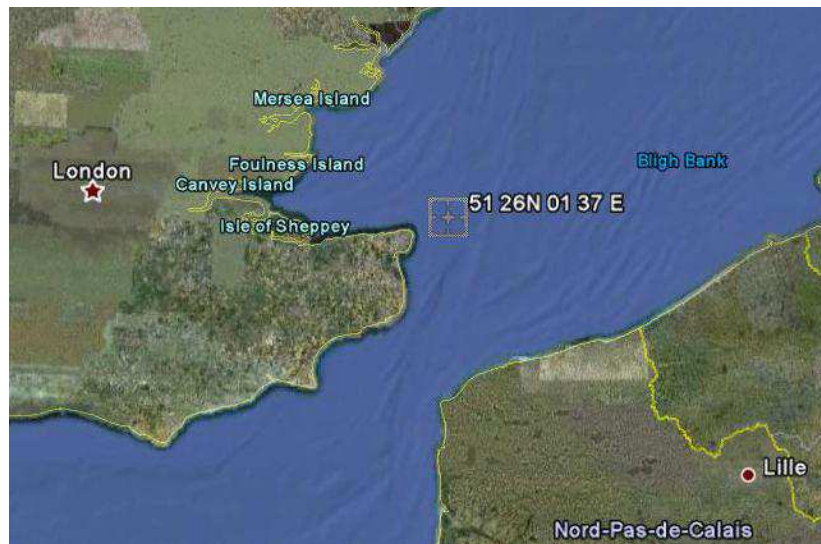 Mersea Island
Bligh Bank
Foulness Island
London
Canvey Island
51 26N 01 37 E
Isle of Sheppey
Lille
Nord-Pas-de-Calais